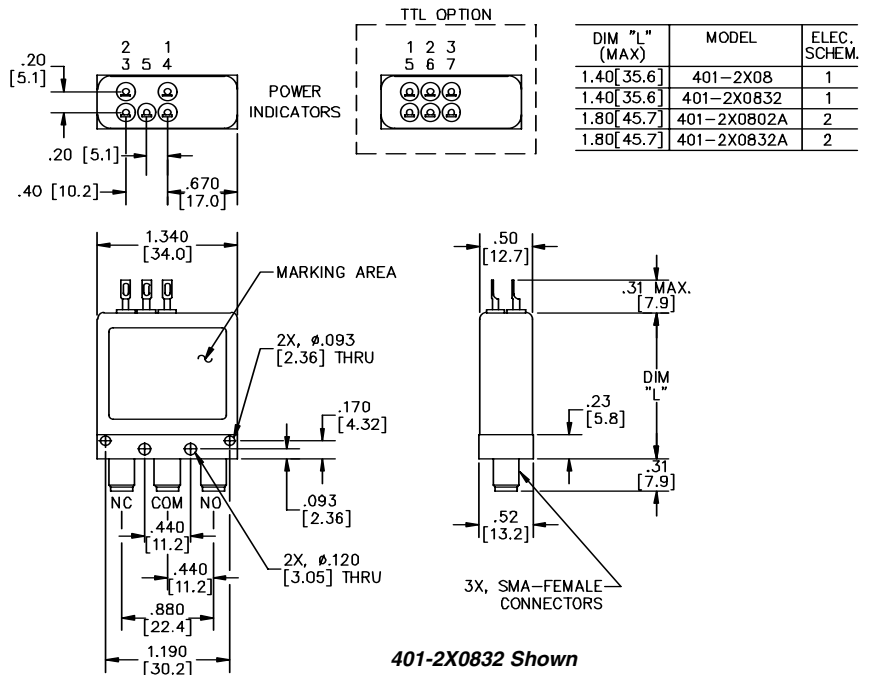 TTL OPTION
2 1
3 5 4
.20
[5.1]
POWER
INDICATORS
.20 [5.1]
.40 [10.2]
.670
[17.0]
1 2 3
5 6 7
DIM "L"
(MAX) MODEL ELEC.
SCHEM.
1.40[35.6] 401-2X08 1
1.40[35.6] 401-2X0832 1
1.80[45.7] 401-2X0802A 2
1.80[45.7] 401-2X0832A 2
1.340
[34.0]
MARKING AREA
2X, ø.093
[2.36] THRU
.170
[4.32]
.093
[2.36]
NC COM NO
.440
[11.2]
2X, ø.120
[3.05] THRU
.440
[11.2]
.880
[22.4]
1.190
[30.2]
.50
[12.7]
.31 MAX.
[7.9]
DIM
"L"
.23
[5.8]
.31
[7.9]
.52
[13.2]
3X, SMA-FEMALE
CONNECTORS
401-2X0832 Shown